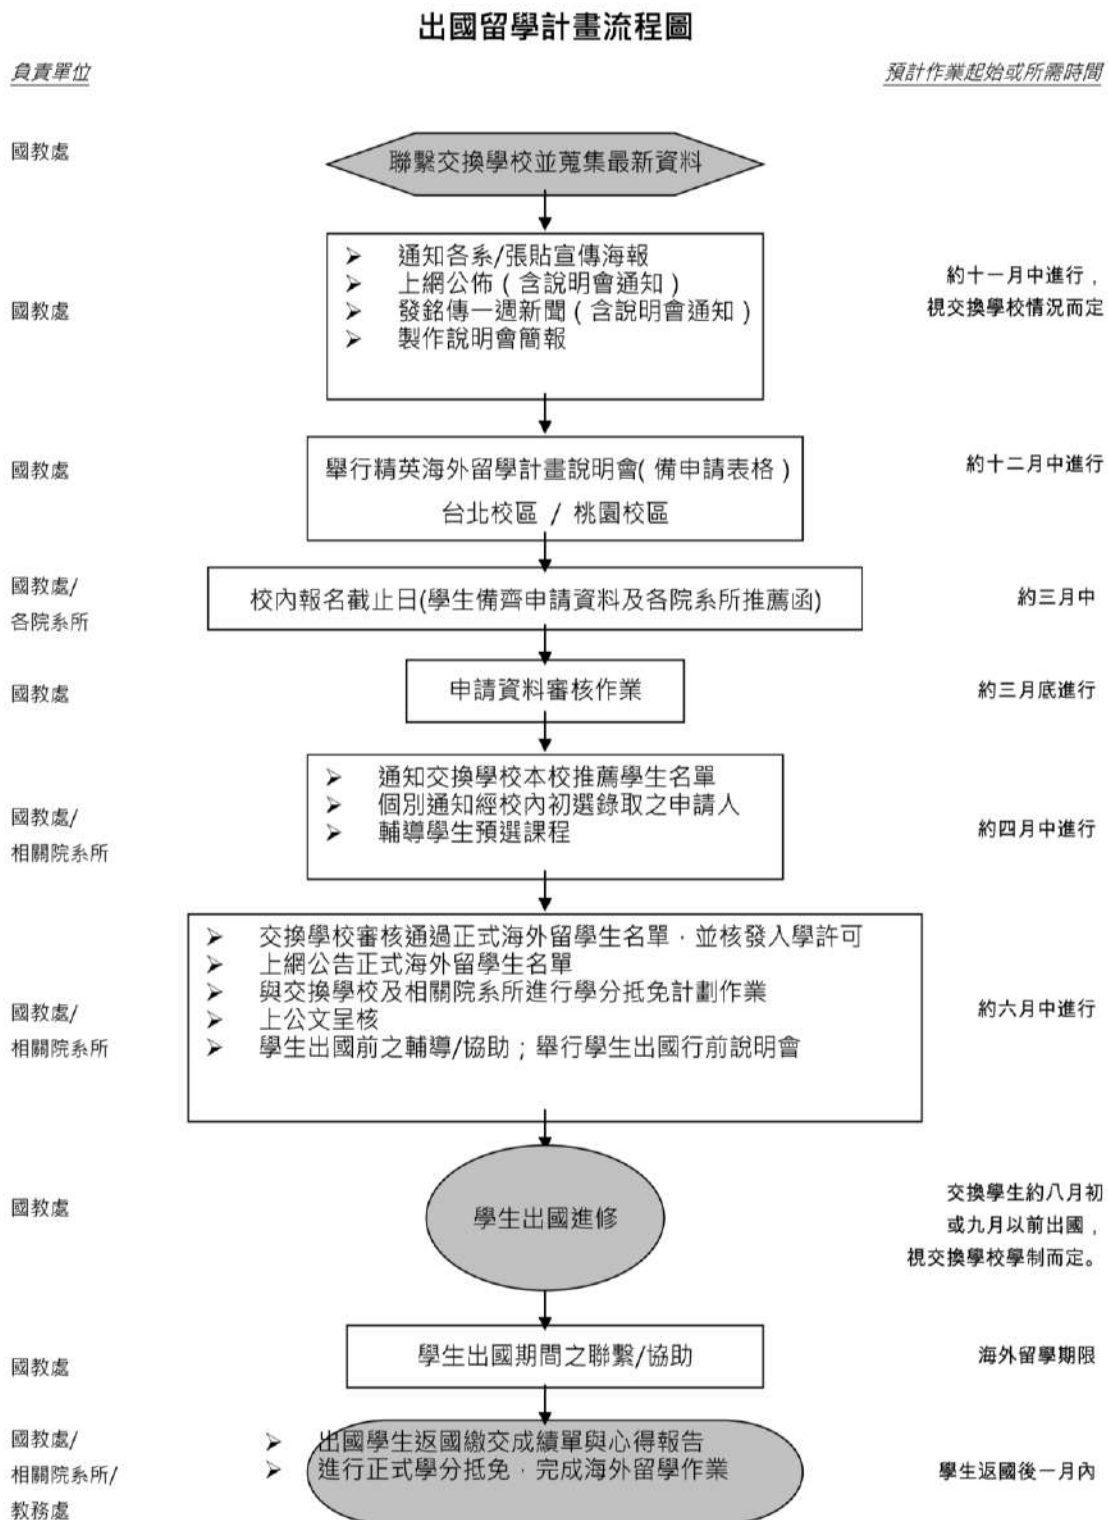 出國留學計畫流程圖
負責單位
預計作業起始或所需時間
國教處
聯繫交換學校並蒐集最新資料
國教處
➢ 通知各系/張貼宣傳海報
➢ 上網公佈(含說明會通知)
➢ 發銘傳一週新聞(含說明會通知)
➢ 製作說明會簡報
約十一月中進行，
視交換學校情況而定
國教處
舉行精英海外留學計畫說明會(備申請表格)
台北校區 / 桃園校區
約十二月中進行
國教處/
各院系所
校內報名截止日(學生備齊申請資料及各院系所推薦函)
約三月中
國教處
申請資料審核作業
約三月底進行
國教處/
相關院系所
➢ 通知交換學校本校推薦學生名單
➢ 個別通知經校內初選錄取之申請人
➢ 輔導學生預選課程
約四月中進行
國教處/
相關院系所
➢ 交換學校審核通過正式海外留學生名單，並核發入學許可
➢ 上網公告正式海外留學生名單
➢ 與交換學校及相關院系所進行學分抵免計劃作業
➢ 上公文呈核
➢ 學生出國前之輔導/協助；舉行學生出國行前說明會
約六月中進行
國教處
學生出國進修
交換學生約八月初
或九月以前出國，
視交換學校學制而定。
國教處
學生出國期間之聯繫/協助
海外留學期限
國教處/
相關院系所/
教務處
➢ 出國學生返國繳交成績單與心得報告
➢ 進行正式學分抵免，完成海外留學作業
學生返國後一月內